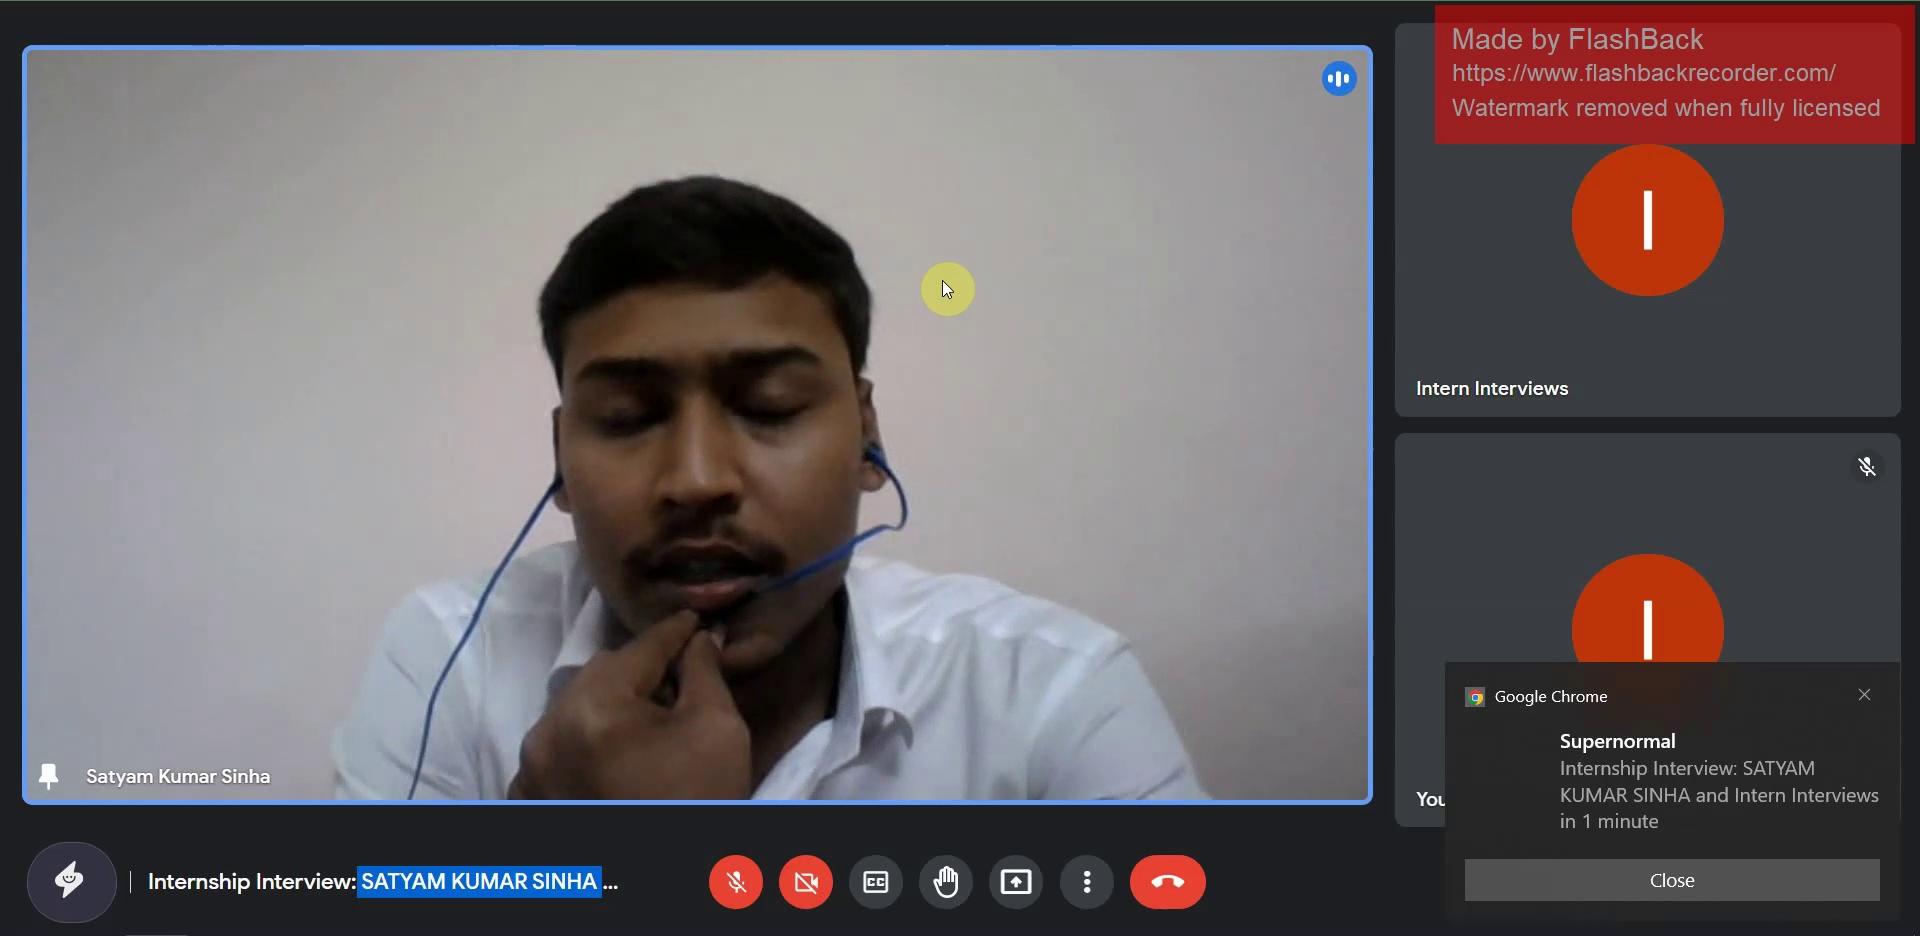 Made by FlashBack
https://www.flashbackrecorder.com/
Watermark removed when fully licensed
I
Intern Interviews
I
You
Satyam Kumar Sinha
Google Chrome
Supernormal
Internship Interview: SATYAM
KUMAR SINHA and Intern Interviews
in 1 minute
Close
Internship Interview: SATYAM KUMAR SINHA ...
CC